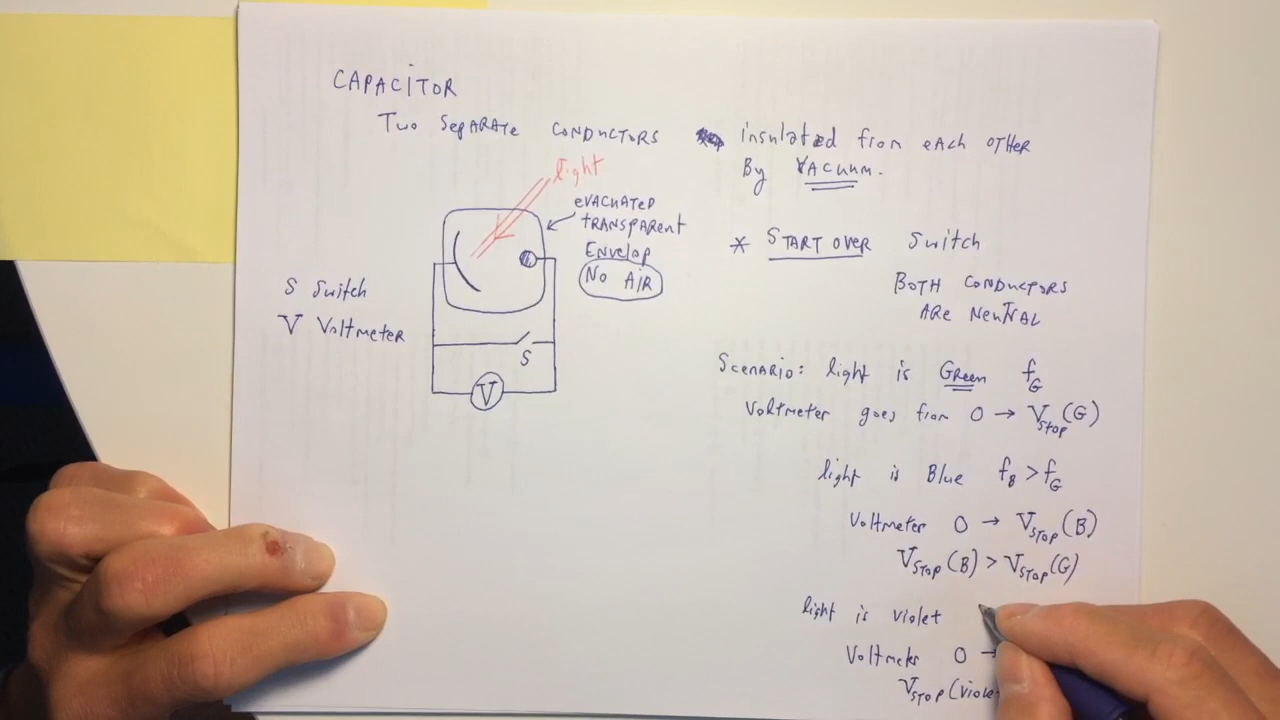 CAPACITOR
Two Separate Conductors insulated from each other
By Vacuum.
light
evacuated
transparent
Envelop
No Air
S Switch
V Voltmeter
S
V
* START OVER Switch
BOTH CONDUCTORS
ARE NEUTRAL
Scenario: light is Green f_G
Voltmeter goes from 0 → V_STOP(G)
light is Blue f_B > f_G
Voltmeter 0 → V_STOP(B)
V_STOP(B) > V_STOP(G)
light is violet
Voltmeter 0 →
V_STOP(viole